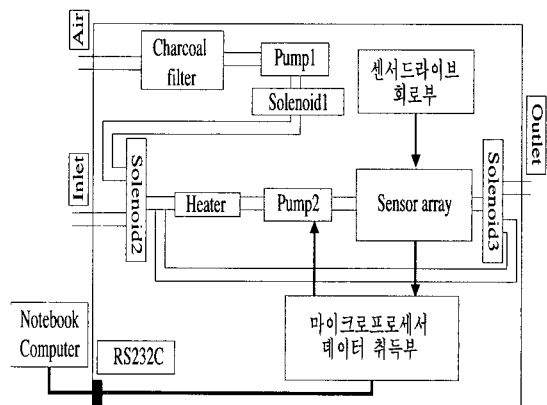 Air
Charcoal
filter
Pump1
Solenoid1
센서드라이브
회로부
Outlet
Inlet
Solenoid2
Heater
Pump2
Sensor array
Solenoid3
Notebook
Computer
RS232C
마이크로프로세서
데이터 취득부